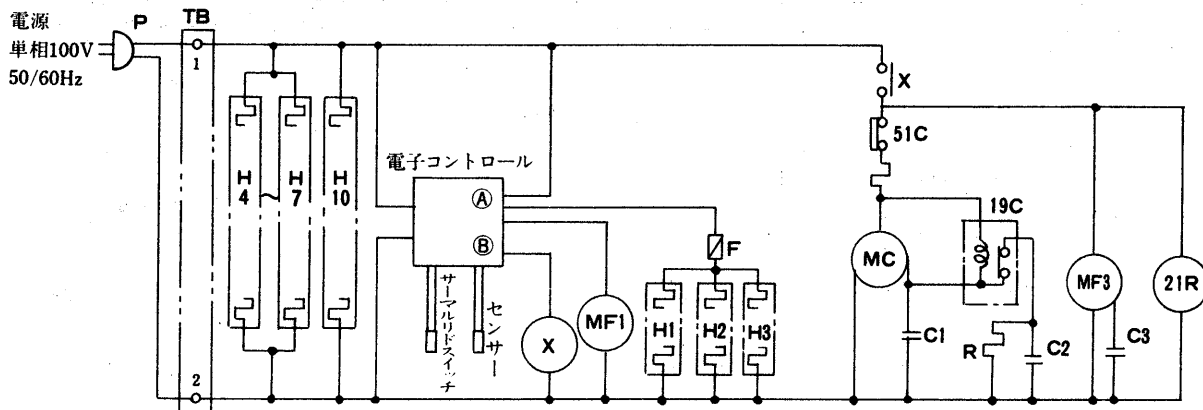 電源
単相100V
50/60Hz
P
TB
1
2
H
4
～
H
7
H
10
電子コントロール
Ⓐ
Ⓑ
サーマルリドスイッチ
センサー
X
MF1
F
H1
H2
H3
X
51C
MC
19C
C1
R
C2
MF3
C3
21R